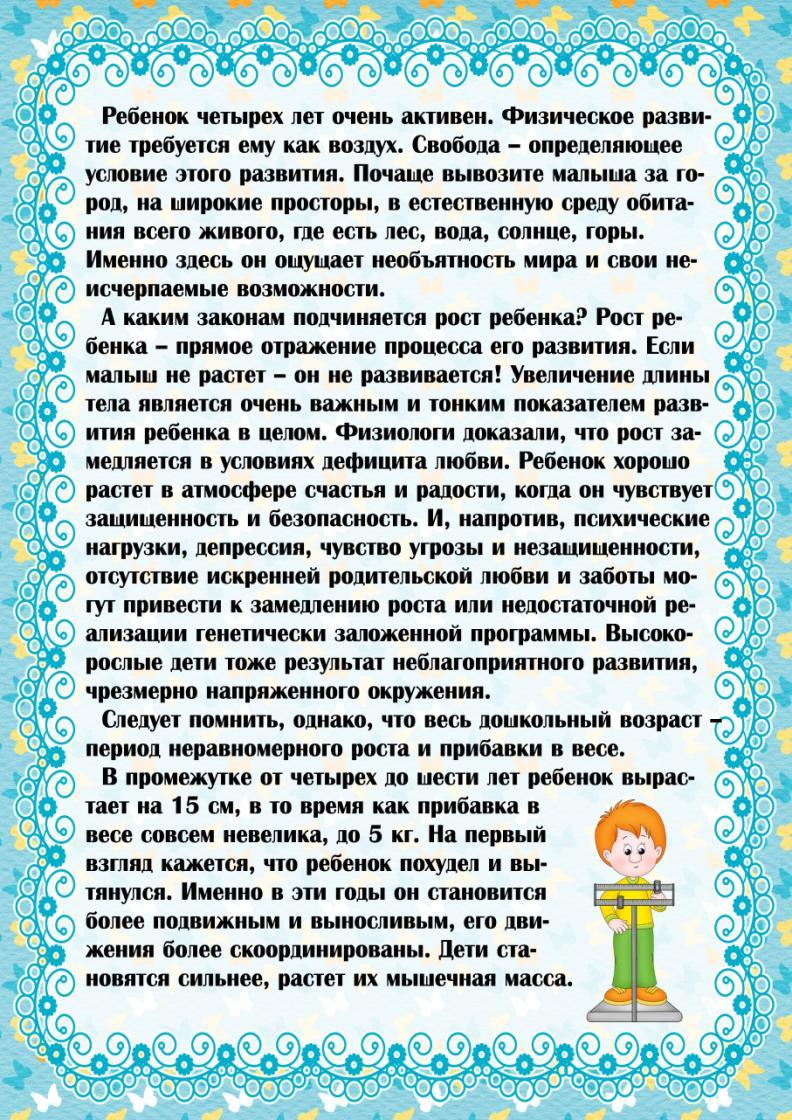 Ребенок четырех лет очень активен. Физическое разви-
тие требуется ему как воздух. Свобода – определяющее
условие этого развития. Почаще вывозите малыша за го-
род, на широкие просторы, в естественную среду обита-
ния всего живого, где есть лес, вода, солнце, горы.
Именно здесь он ощущает необъятность мира и свои не-
исчерпаемые возможности.
А каким законам подчиняется рост ребенка? Рост ре-
бенка – прямое отражение процесса его развития. Если
малыш не растет – он не развивается! Увеличение длины
тела является очень важным и тонким показателем разв-
ития ребенка в целом. Физиологи доказали, что рост за-
медляется в условиях дефицита любви. Ребенок хорошо
растет в атмосфере счастья и радости, когда он чувствует
защищенность и безопасность. И, напротив, психические
нагрузки, депрессия, чувство угрозы и незащищенности,
отсутствие искренней родительской любви и заботы мо-
гут привести к замедлению роста или недостаточной ре-
ализации генетически заложенной программы. Высоко-
рослые дети тоже результат неблагоприятного развития,
чрезмерно напряженного окружения.
Следует помнить, однако, что весь дошкольный возраст –
период неравномерного роста и прибавки в весе.
В промежутке от четырех до шести лет ребенок вырас-
тает на 15 см, в то время как прибавка в
весе совсем невелика, до 5 кг. На первый
взгляд кажется, что ребенок похудел и вы-
тянулся. Именно в эти годы он становится
более подвижным и выносливым, его дви-
жения более скоординированы. Дети ста-
новятся сильнее, растет их мышечная масса.